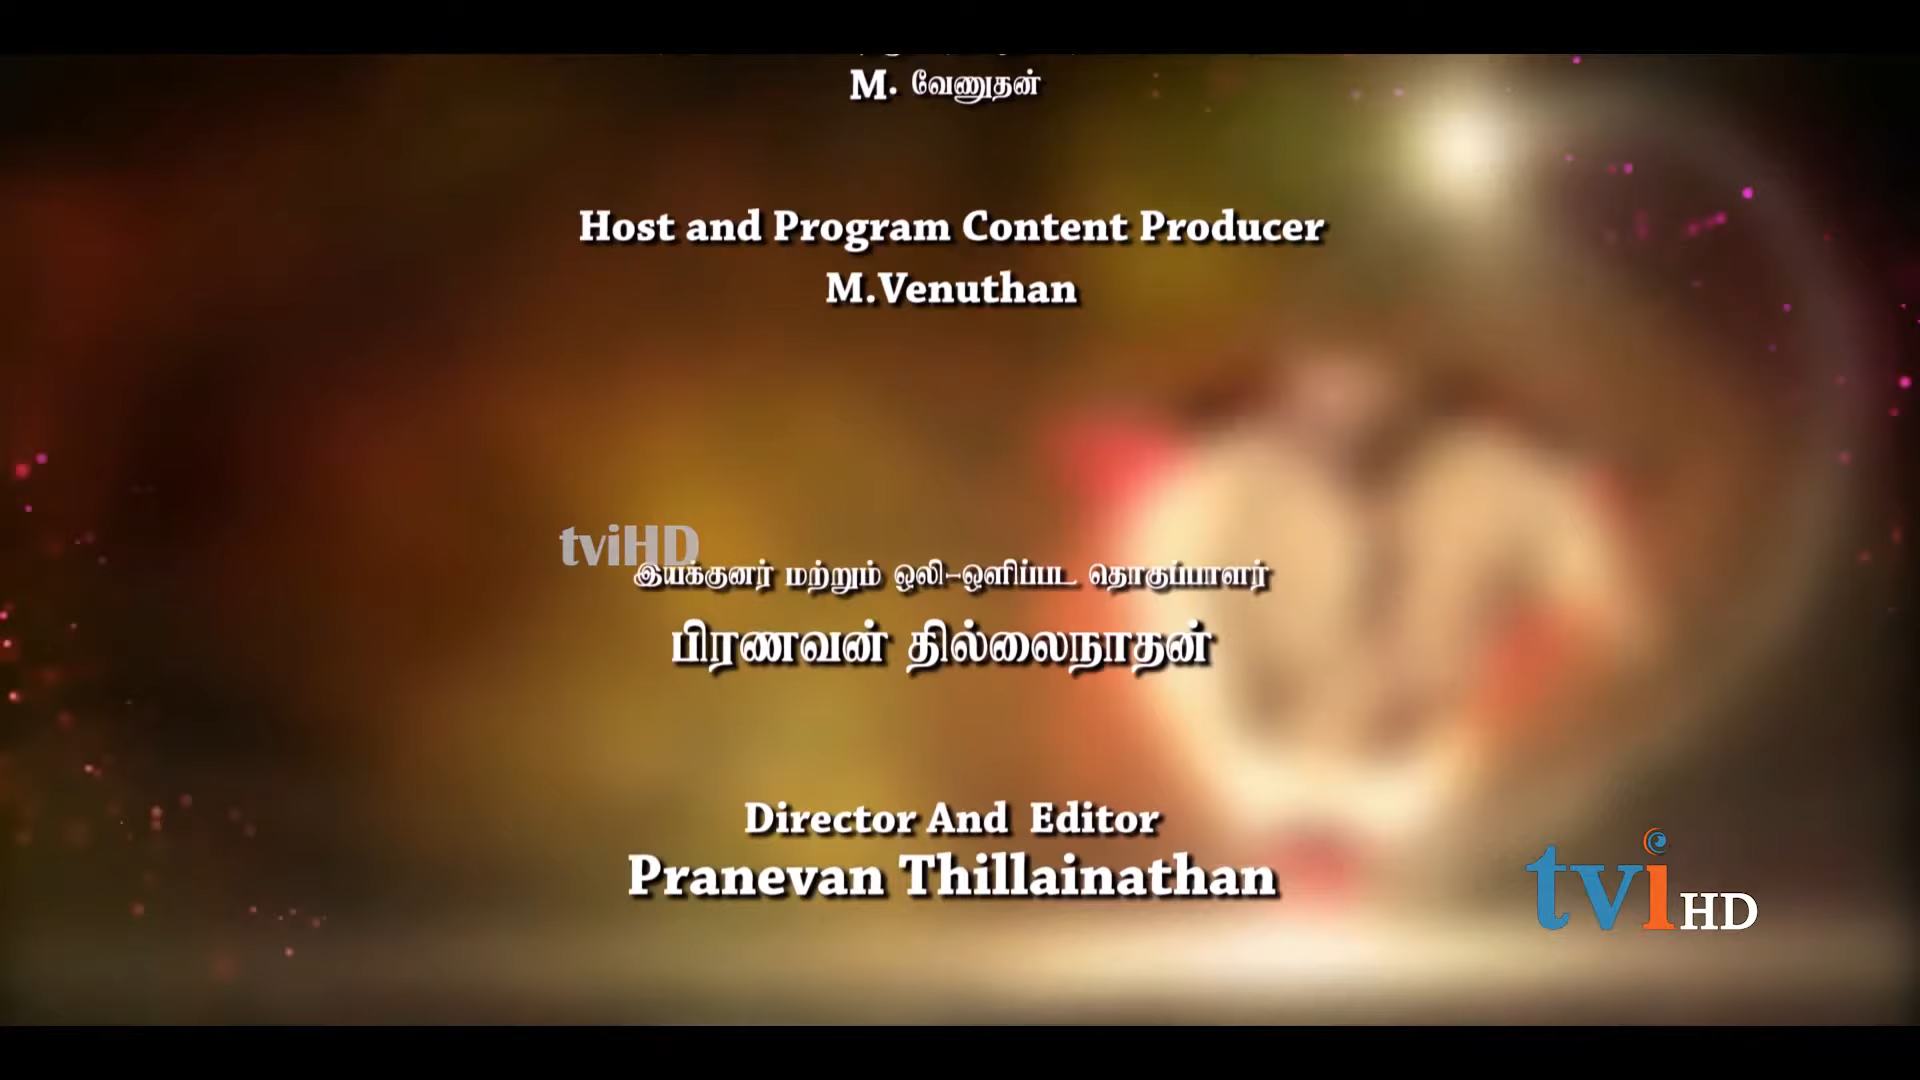 M. வேணுதன்
Host and Program Content Producer
M.Venuthan
tviHD
இயக்குனர் மற்றும் ஒலி-ஒளிப்பட தொகுப்பாளர்
பிரணவன் தில்லைநாதன்
Director And Editor
Pranevan Thillainathan
tvi HD